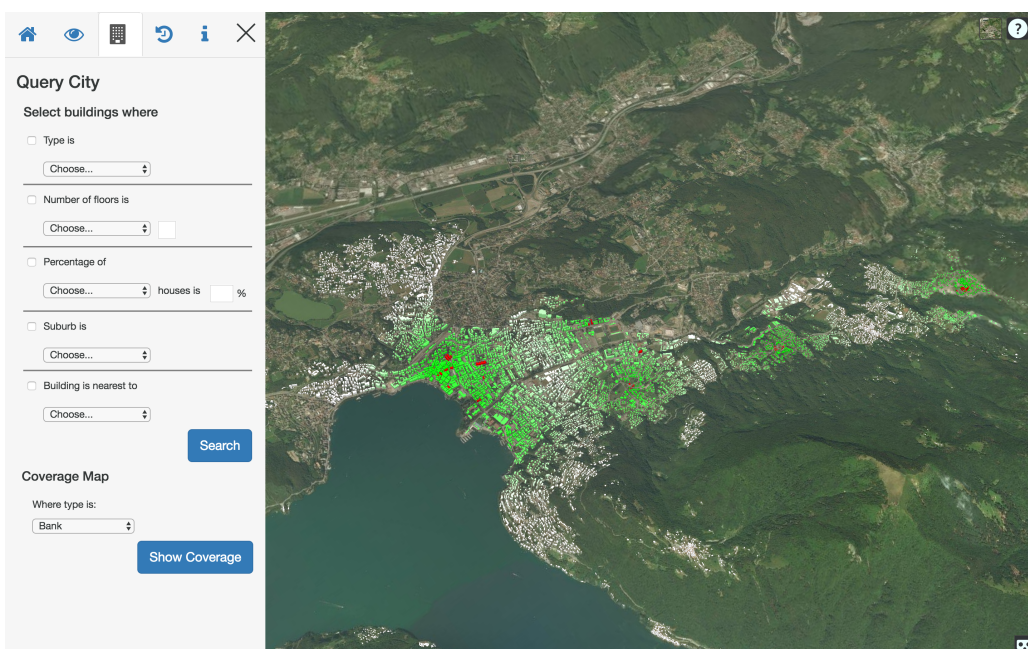 ?
Query City
Select buildings where
Type is
Choose...
Number of floors is
Choose...
Percentage of
Choose... houses is %
Suburb is
Choose...
Building is nearest to
Choose...
Search
Coverage Map
Where type is:
Bank
Show Coverage